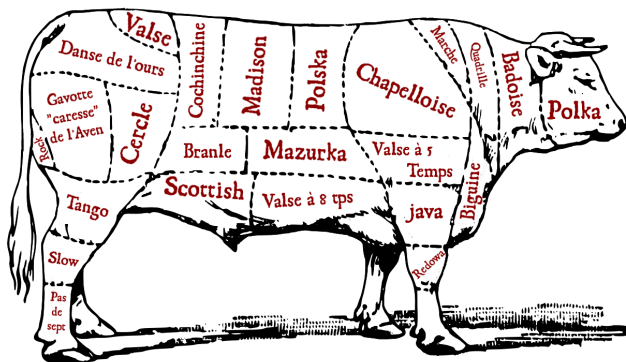 Valse
Danse de l'ours
Cochinchine
Madison
Polska
Chapelloise
Marche
Quadrille
Badoise
Polka
Gavotte
"caresse"
de l'Aven
Rock
Cercle
Branle
Mazurka
Valse à 5
Temps
Biguine
Tango
Scottish
Valse à 8 tps
java
Slow
Redowa
Pas
de
sept